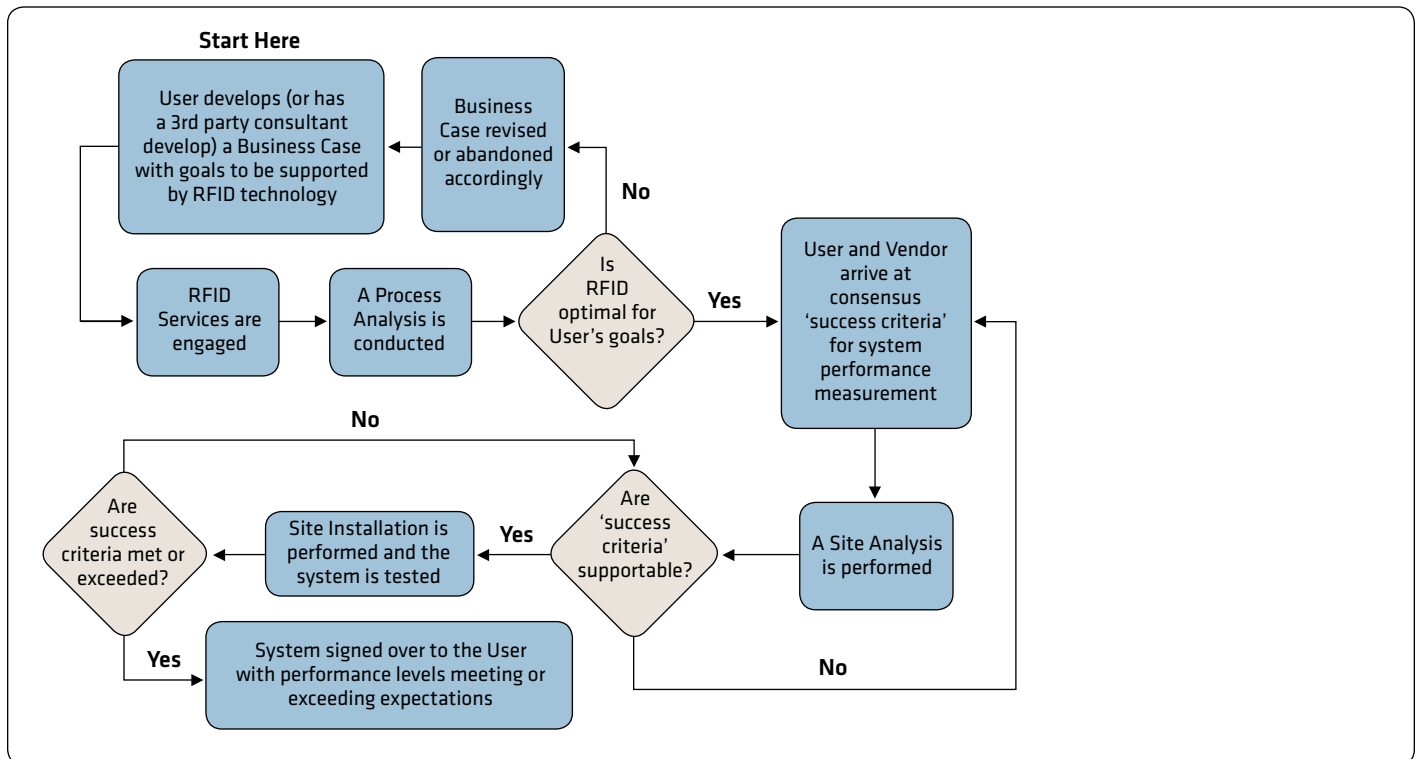 Start Here
User develops (or has
a 3rd party consultant
develop) a Business Case
with goals to be supported
by RFID technology
Business
Case revised
or abandoned
accordingly
No
RFID
Services are
engaged
A Process
Analysis is
conducted
Is
RFID
optimal for
User’s goals?
Yes
User and Vendor
arrive at
consensus
‘success criteria’
for system
performance
measurement
No
Are
success
criteria met or
exceeded?
Site Installation is
performed and the
system is tested
Yes
Are
‘success
criteria’
supportable?
A Site Analysis
is performed
Yes
System signed over to the User
with performance levels meeting or
exceeding expectations
No